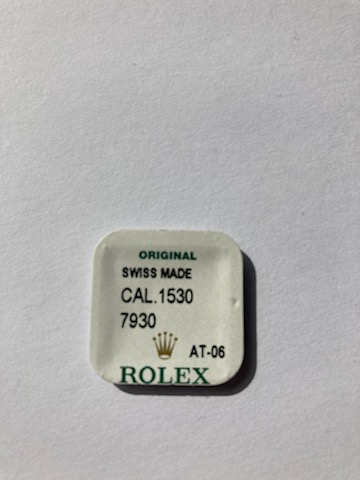 ORIGINAL
SWISS MADE
CAL.1530
7930
AT-06
ROLEX